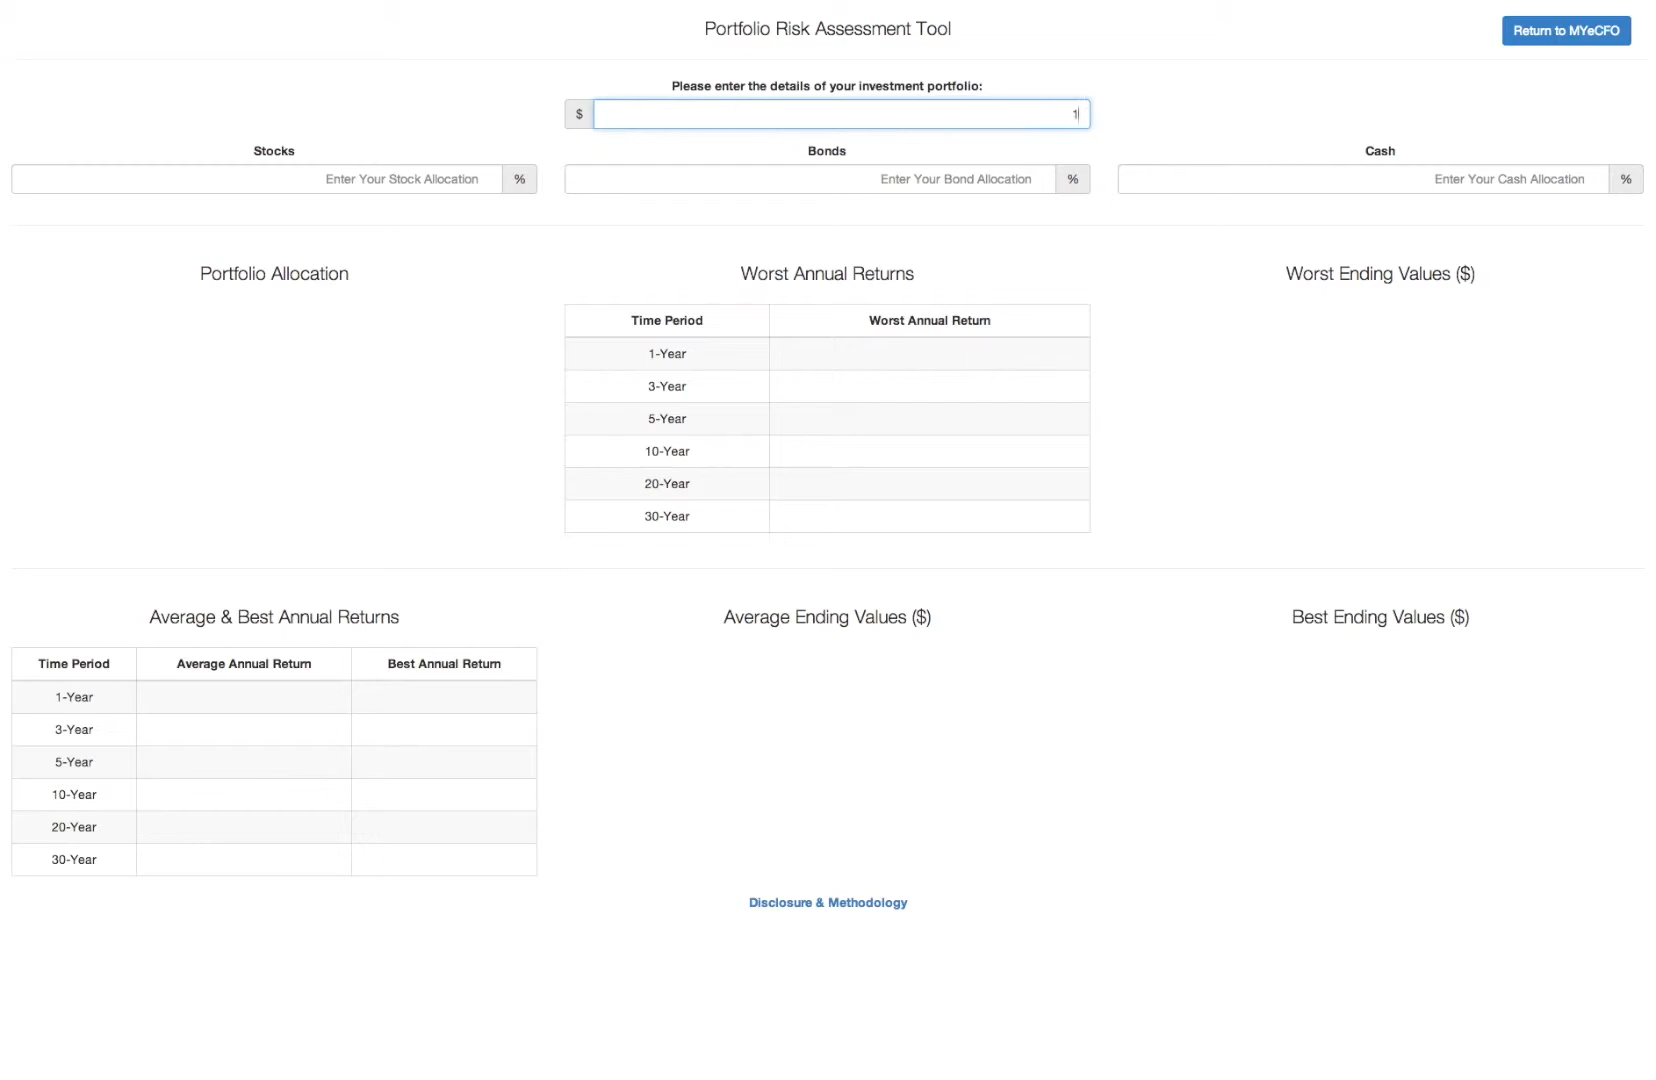 Portfolio Risk Assessment Tool
Return to MYeCFO
Please enter the details of your investment portfolio:
$ 1
Stocks Bonds Cash
Enter Your Stock Allocation % Enter Your Bond Allocation % Enter Your Cash Allocation %
Portfolio Allocation Worst Annual Returns Worst Ending Values ($)
Time Period Worst Annual Return
1-Year
3-Year
5-Year
10-Year
20-Year
30-Year
Average & Best Annual Returns Average Ending Values ($) Best Ending Values ($)
Time Period Average Annual Return Best Annual Return
1-Year
3-Year
5-Year
10-Year
20-Year
30-Year
Disclosure & Methodology